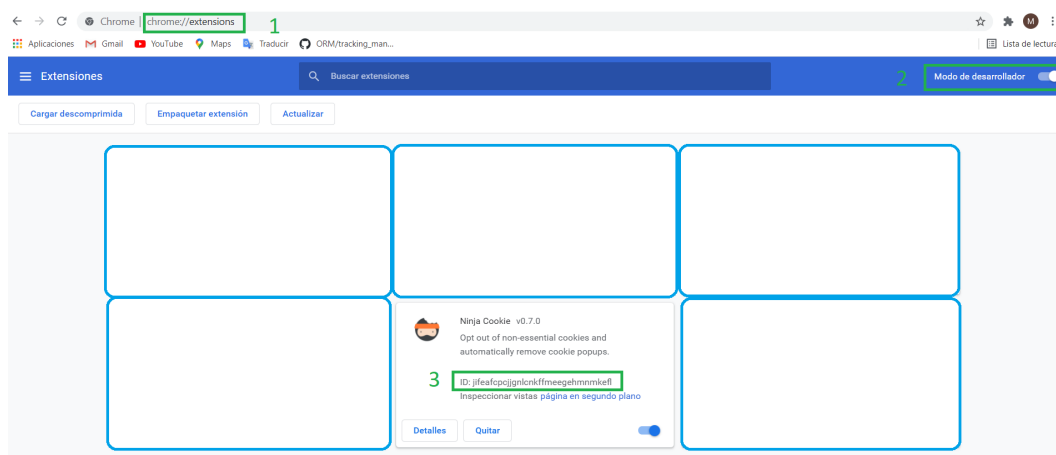 Chrome | chrome://extensions
1
M
Aplicaciones Gmail YouTube Maps Traducir ORM/tracking_man...
Lista de lectura
Extensiones
Buscar extensiones
2
Modo de desarrollador
Cargar descomprimida Empaquetar extensión Actualizar
Ninja Cookie v0.7.0
Opt out of non-essential cookies and
automatically remove cookie popups.
3
ID: jifeafcpcjjgnlcnkffmeegehmnmkefl
Inspeccionar vistas página en segundo plano
Detalles Quitar